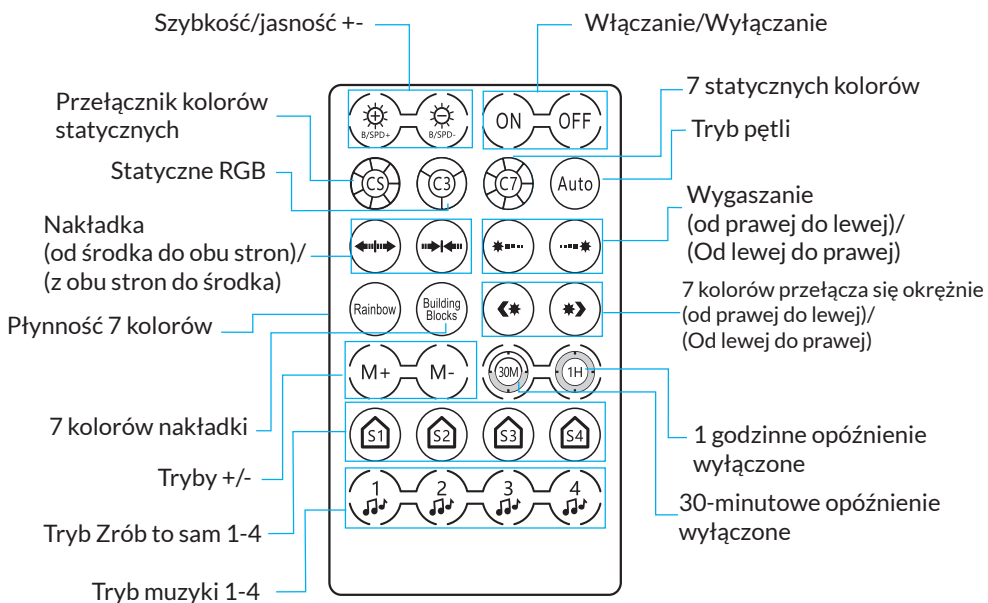 Szybkość/jasność +-
Włączanie/Wyłączanie
Przełącznik kolorów
statycznych
7 statycznych kolorów
B/SPD+
B/SPD-
ON
OFF
Tryb pętli
Statyczne RGB
CS
C3
C7
Auto
Nakładka
(od środka do obu stron)/
(z obu stron do środka)
Wygaszanie
(od prawej do lewej)/
(Od lewej do prawej)
Płynność 7 kolorów
Rainbow
Building
Blocks
7 kolorów przełącza się okrężnie
(od prawej do lewej)/
(Od lewej do prawej)
M+
M-
30M
1H
7 kolorów nakładki
S1
S2
S3
S4
1 godzinne opóźnienie
wyłączone
Tryby +/-
1
2
3
4
30-minutowe opóźnienie
wyłączone
Tryb Zrób to sam 1-4
Tryb muzyki 1-4